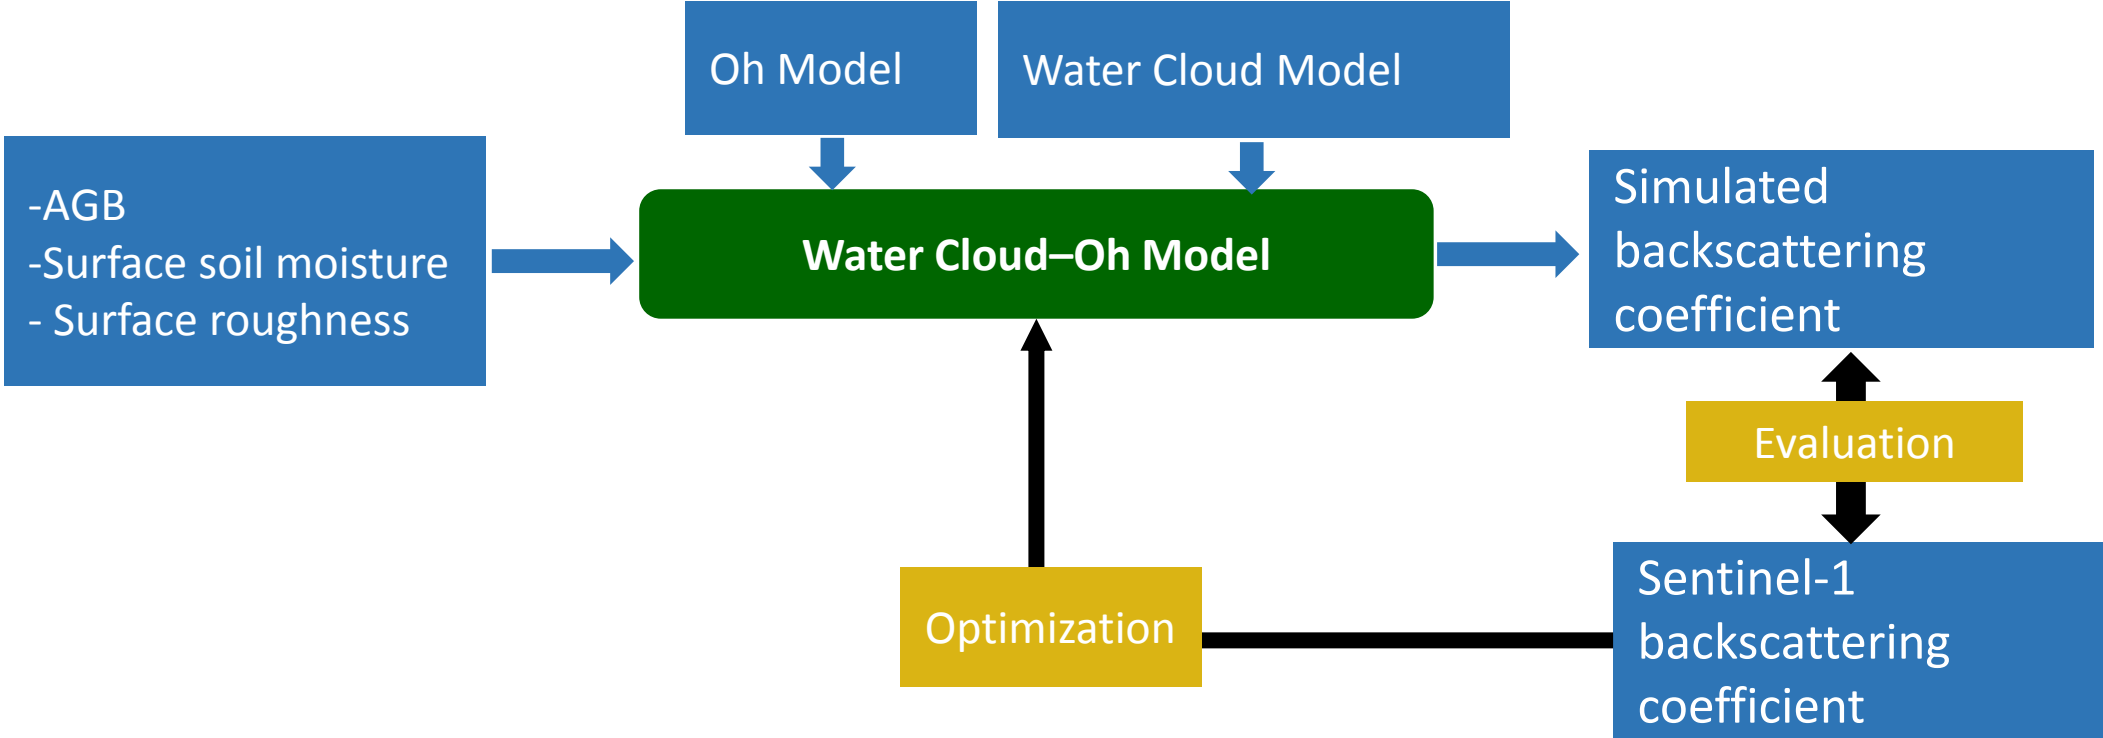 Oh Model
Water Cloud Model
-AGB
-Surface soil moisture
- Surface roughness
Water Cloud–Oh Model
Simulated
backscattering
coefficient
Evaluation
Optimization
Sentinel-1
backscattering
coefficient